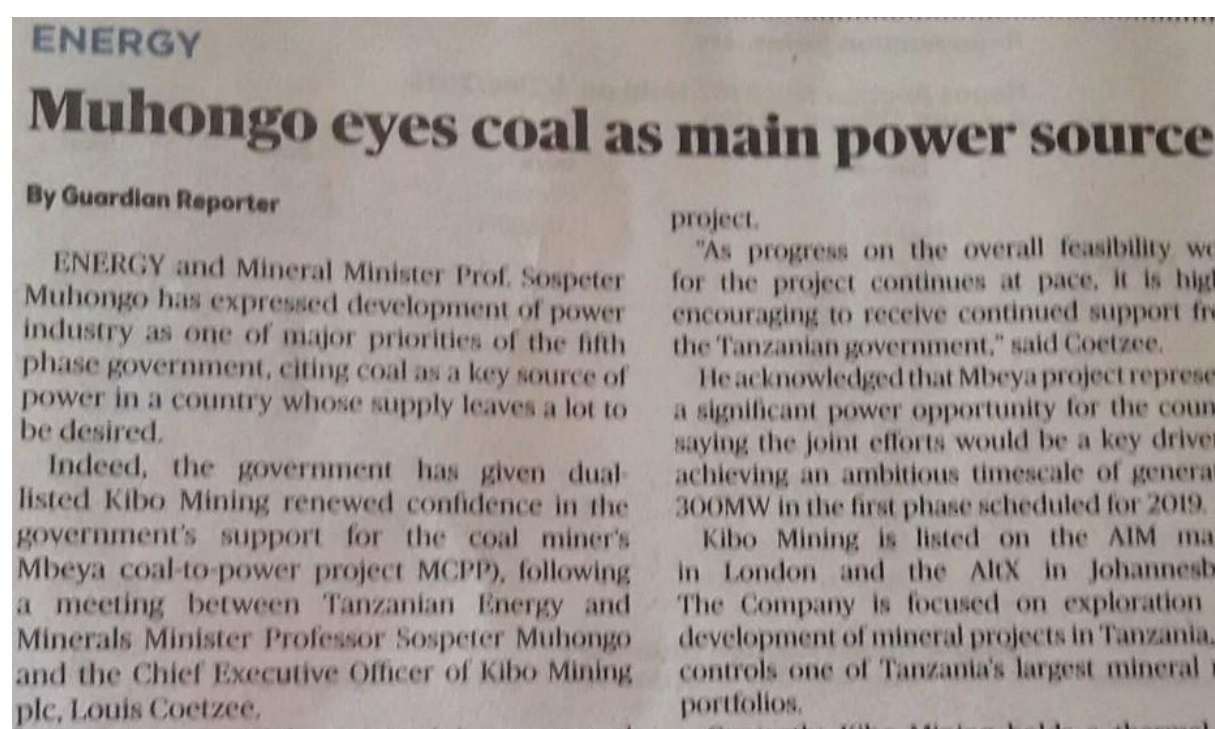 ENERGY
Muhongo eyes coal as main power source
By Guardian Reporter
ENERGY and Mineral Minister Prof. Sospeter
Muhongo has expressed development of power
industry as one of major priorities of the fifth
phase government, citing coal as a key source of
power in a country whose supply leaves a lot to
be desired.
Indeed, the government has given dual-
listed Kibo Mining renewed confidence in the
government's support for the coal miner's
Mbeya coal-to-power project MCPP), following
a meeting between Tanzanian Energy and
Minerals Minister Professor Sospeter Muhongo
and the Chief Executive Officer of Kibo Mining
plc, Louis Coetzee.
project.
"As progress on the overall feasibility
for the project continues at pace, it is
encouraging to receive continued support
the Tanzanian government," said Coetzee.
He acknowledged that Mbeya project
a significant power opportunity for the
saying the joint efforts would be a key
achieving an ambitious timescale of
300MW in the first phase scheduled for 2019.
Kibo Mining is listed on the AIM
in London and the AltX in
The Company is focused on exploration
development of mineral projects in Tanzania,
controls one of Tanzania's largest mineral
portfolios.